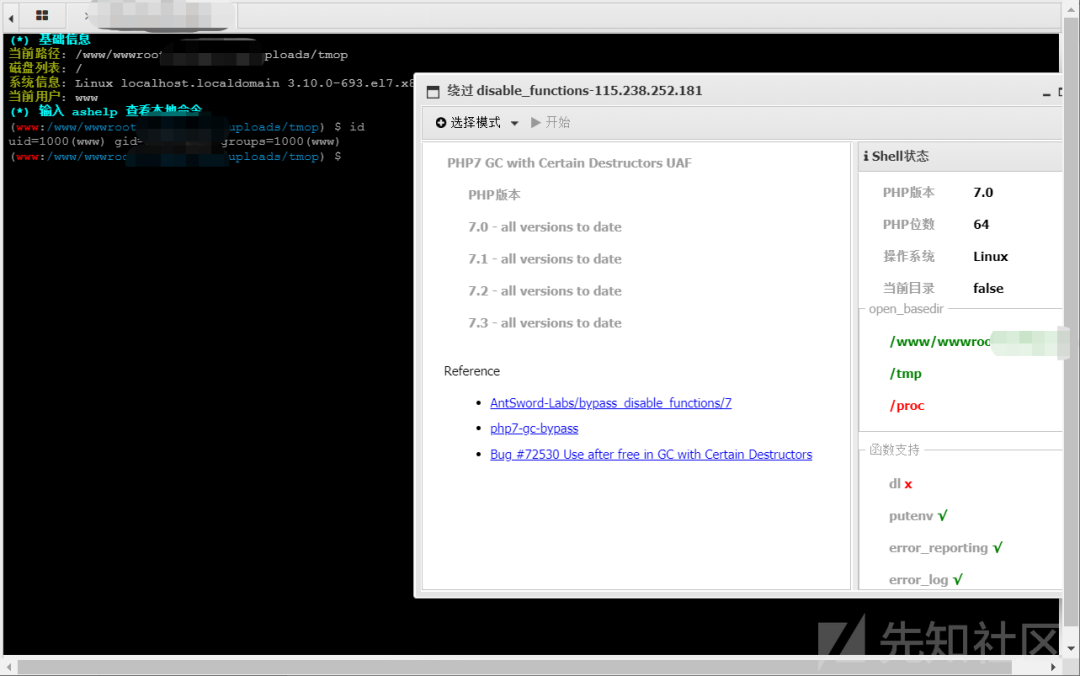 (*) 基础信息
当前路径: /www/wwwroot ploads/tmop
磁盘列表: /
系统信息: Linux localhost.localdomain 3.10.0-693.el7.x8
当前用户: www
(*) 输入 ashelp 查看本地命令
(www:/www/wwwroot uploads/tmop) $ id
uid=1000(www) gid= groups=1000(www)
(www:/www/wwwroo uploads/tmop) $
绕过 disable_functions-115.238.252.181
选择模式 开始
PHP7 GC with Certain Destructors UAF
PHP版本
7.0 - all versions to date
7.1 - all versions to date
7.2 - all versions to date
7.3 - all versions to date
Reference
• AntSword-Labs/bypass_disable_functions/7
• php7-gc-bypass
• Bug #72530 Use after free in GC with Certain Destructors
Shell状态
PHP版本 7.0
PHP位数 64
操作系统 Linux
当前目录 false
open_basedir
/www/wwwroo
/tmp
/proc
函数支持
dl x
putenv √
error_reporting √
error_log √
先知社区